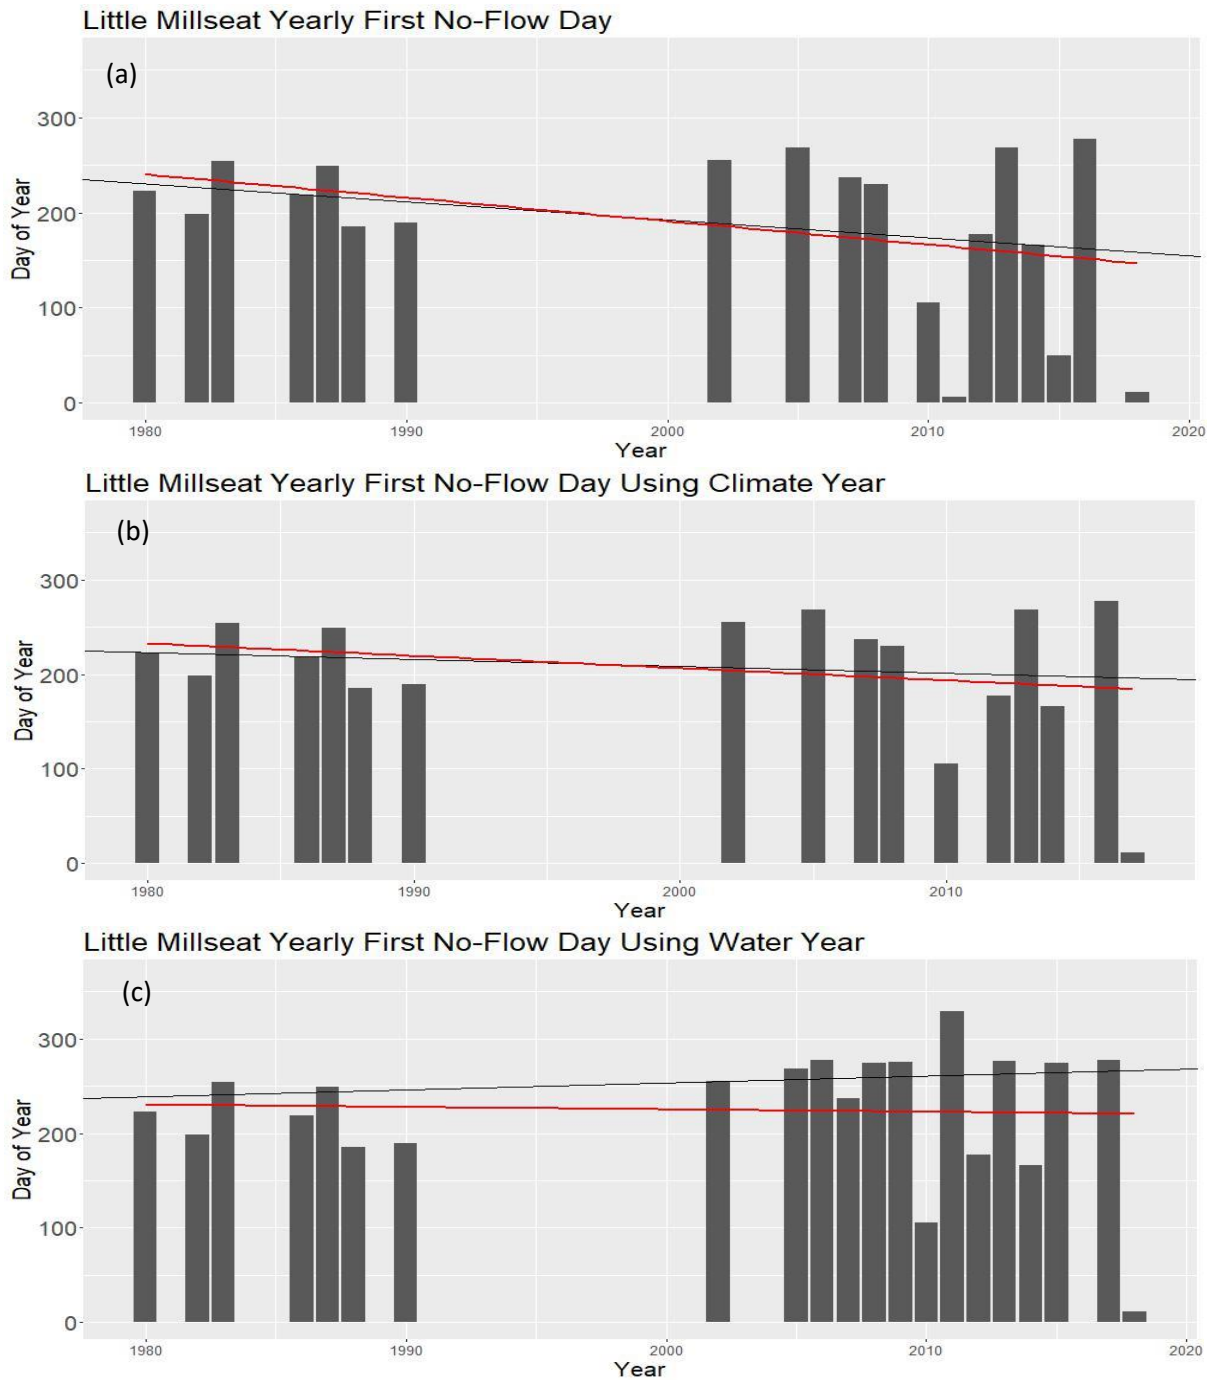 Little Millseat Yearly First No-Flow Day
(a)
300
200
100
0
Day of Year
1980 1990 2000 2010 2020
Year
Little Millseat Yearly First No-Flow Day Using Climate Year
(b)
300
200
100
0
Day of Year
1980 1990 2000 2010
Year
Little Millseat Yearly First No-Flow Day Using Water Year
(c)
300
200
100
0
Day of Year
1980 1990 2000 2010 2020
Year